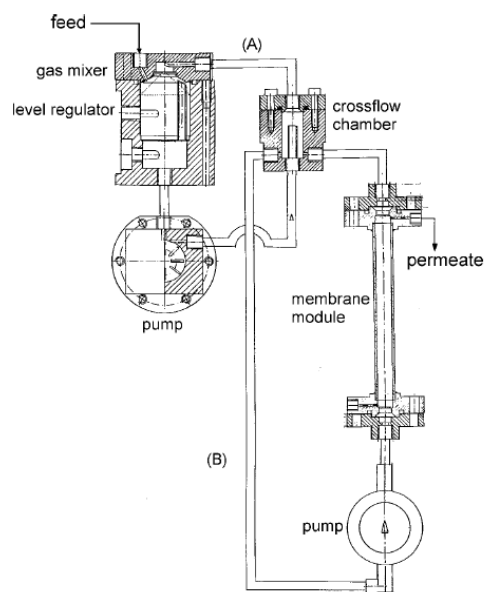 feed
(A)
gas mixer
level regulator
crossflow
chamber
permeate
membrane
module
pump
(B)
pump